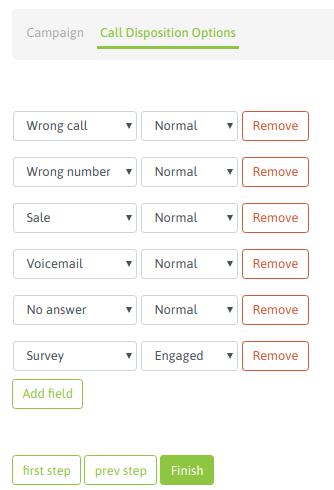 Campaign Call Disposition Options
Wrong call Normal Remove
Wrong number Normal Remove
Sale Normal Remove
Voicemail Normal Remove
No answer Normal Remove
Survey Engaged Remove
Add field
first step prev step Finish